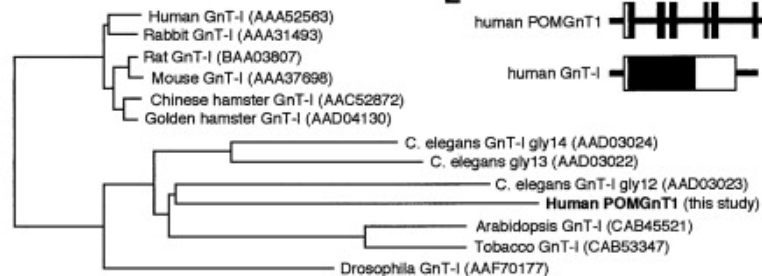 Human GnT-I (AAA52563)
Rabbit GnT-I (AAA31493)
Rat GnT-I (BAA03807)
Mouse GnT-I (AAA37698)
Chinese hamster GnT-I (AAC52872)
Golden hamster GnT-I (AAD04130)
C. elegans GnT-I gly14 (AAD03024)
C. elegans gly13 (AAD03022)
C. elegans GnT-I gly12 (AAD03023)
Human POMGnT1 (this study)
Arabidopsis GnT-I (CAB45521)
Tobacco GnT-I (CAB53347)
Drosophila GnT-I (AAF70177)
human POMGnT1
human GnT-I